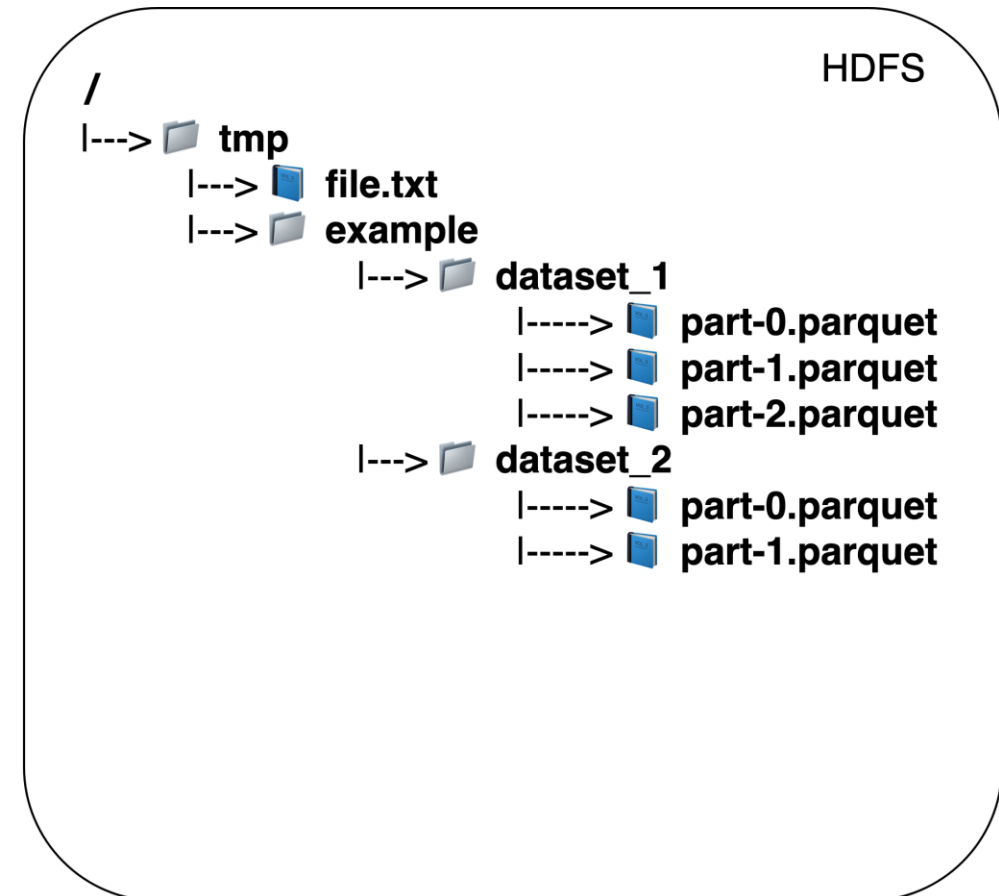 HDFS
/
|---> tmp
|---> file.txt
|---> example
|---> dataset_1
|-----> part-0.parquet
|-----> part-1.parquet
|-----> part-2.parquet
|---> dataset_2
|-----> part-0.parquet
|-----> part-1.parquet